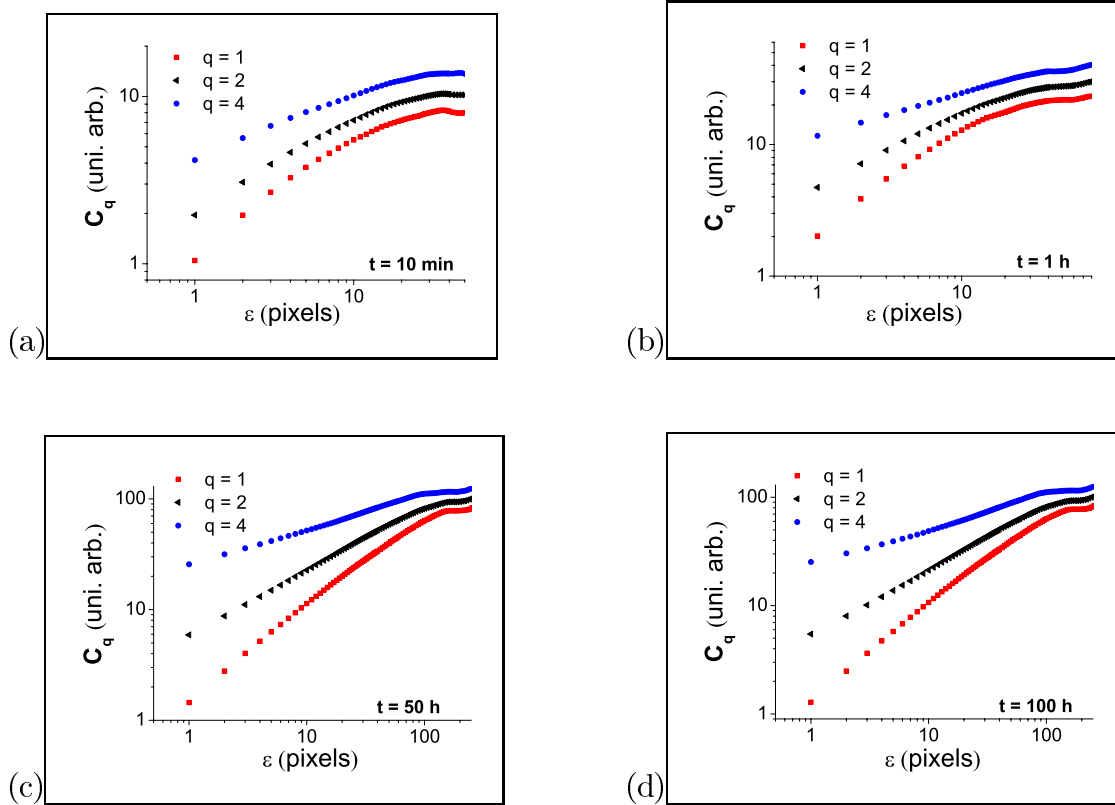 q = 1
q = 2
q = 4
10
1
C_q (uni. arb.)
t = 10 min
1 10
ε (pixels)
(a)
q = 1
q = 2
q = 4
10
1
C_q (uni. arb.)
t = 1 h
1 10
ε (pixels)
(b)
q = 1
q = 2
q = 4
100
10
1
C_q (uni. arb.)
t = 50 h
1 10 100
ε (pixels)
(c)
q = 1
q = 2
q = 4
100
10
1
C_q (uni. arb.)
t = 100 h
1 10 100
ε (pixels)
(d)